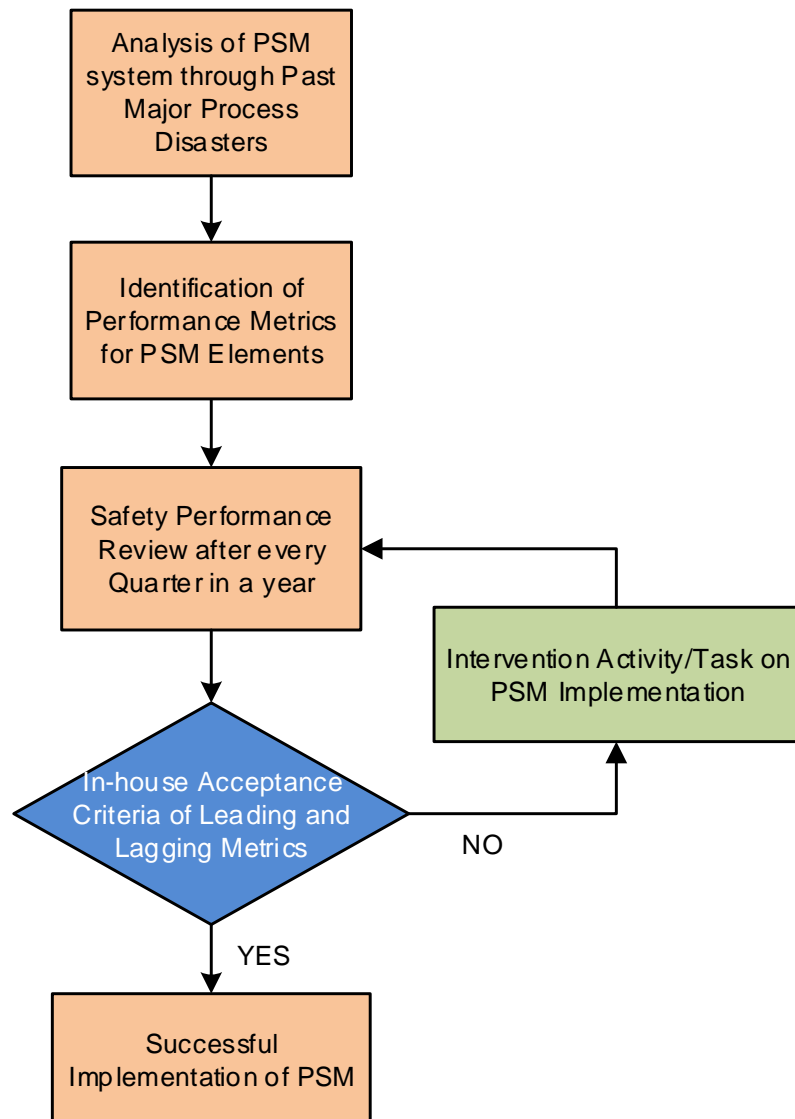 Analysis of PSM
system through Past
Major Process
Disasters
Identification of
Performance Metrics
for PSM Elements
Safety Performance
Review after every
Quarter in a year
Intervention Activity/Task on
PSM Implementation
In-house Acceptance
Criteria of Leading and
Lagging Metrics
NO
YES
Successful
Implementation of PSM